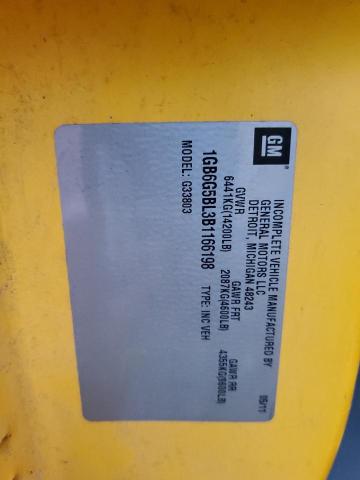 GM
INCOMPLETE VEHICLE MANUFACTURED BY
GENERAL MOTORS LLC
DETROIT, MICHIGAN 48243 05/11
GVWR GAWR FRT GAWR RR
6441KG(14200LB) 2087KG(4600LB) 4355KG(9600LB)
1GB6G5BL3B1166198 TYPE: INC VEH
MODEL: G33803